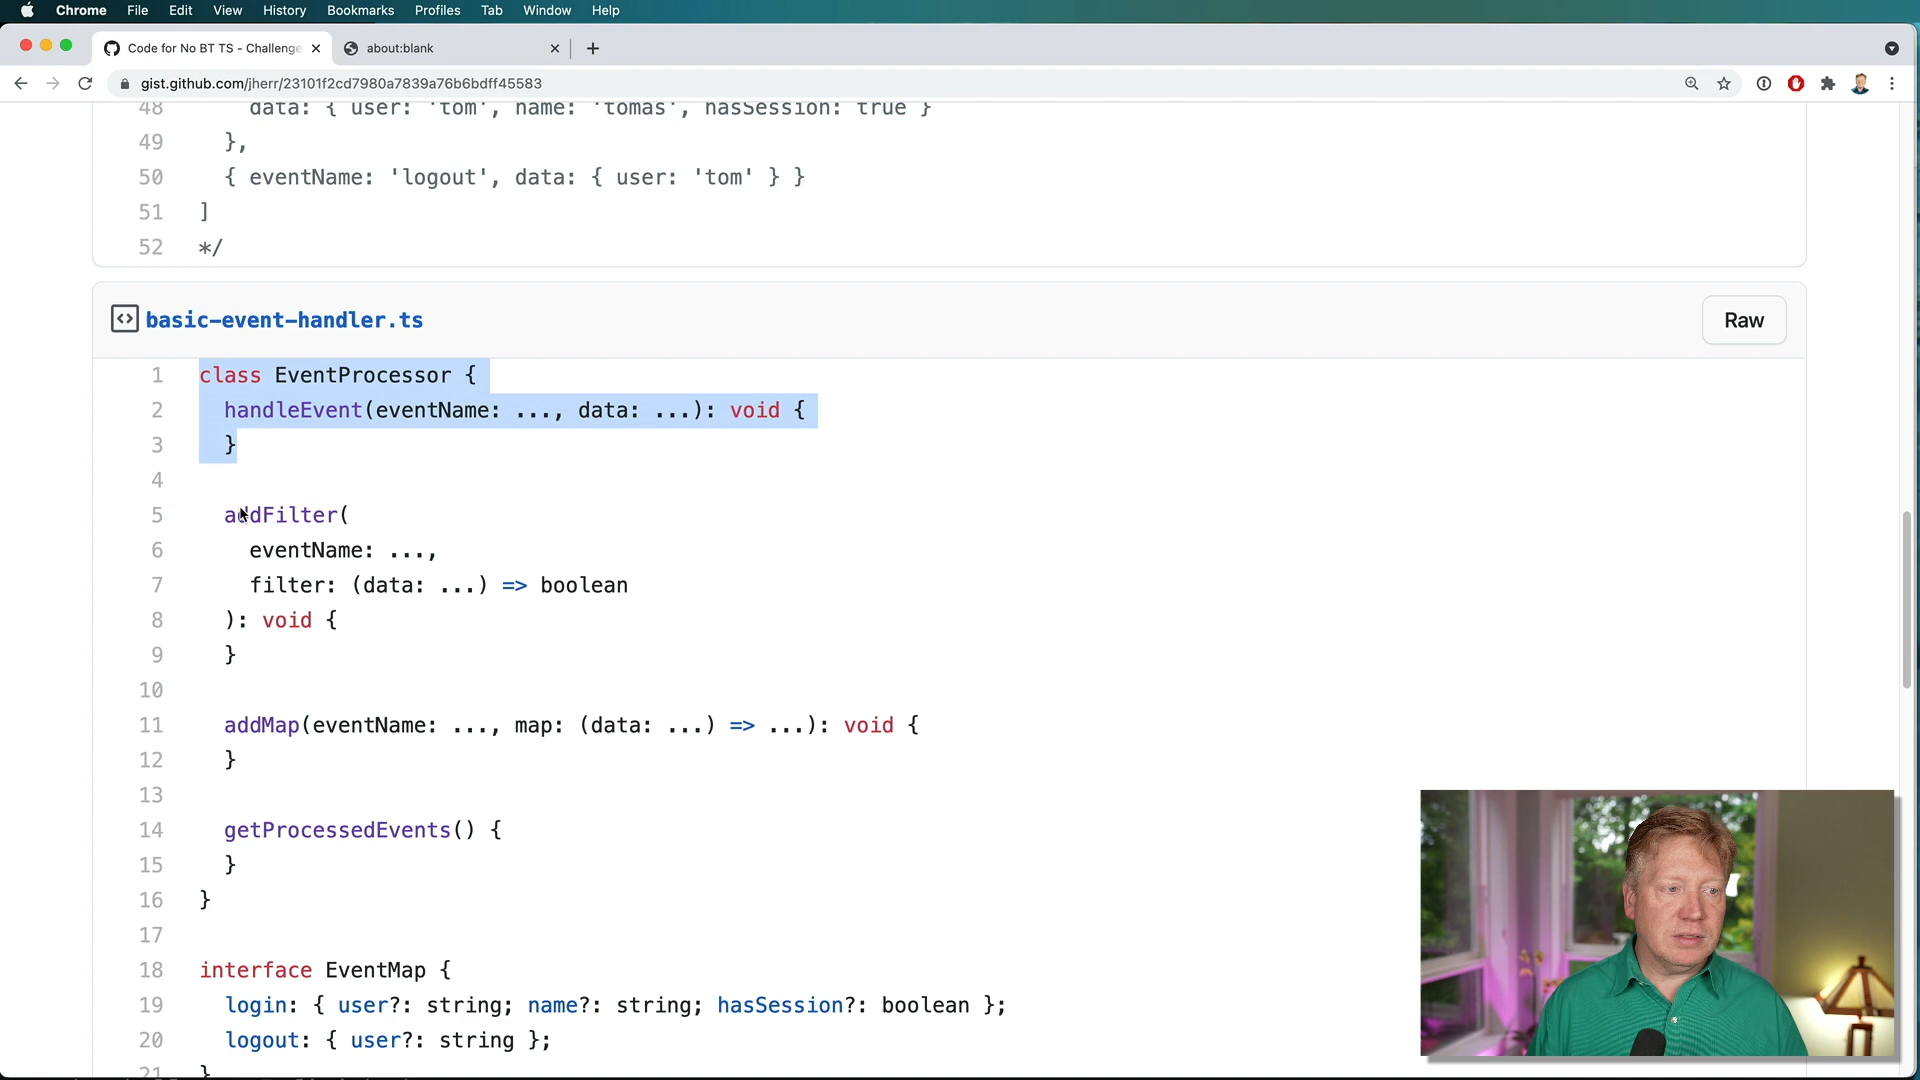 Chrome File Edit View History Bookmarks Profiles Tab Window Help
Code for No BT TS - Challenge
about:blank
gist.github.com/jherr/23101f2cd7980a7839a76b6bdff45583
48 data: { user: 'tom', name: 'tomas', hasSession: true }
49 },
50 { eventName: 'logout', data: { user: 'tom' } }
51 ]
52 */
basic-event-handler.ts
Raw
1 class EventProcessor {
2 handleEvent(eventName: ..., data: ...): void {
3 }
4
5 addFilter(
6 eventName: ...,
7 filter: (data: ...) => boolean
8 ): void {
9 }
10
11 addMap(eventName: ..., map: (data: ...) => ...): void {
12 }
13
14 getProcessedEvents() {
15 }
16 }
17
18 interface EventMap {
19 login: { user?: string; name?: string; hasSession?: boolean };
20 logout: { user?: string };
21 }